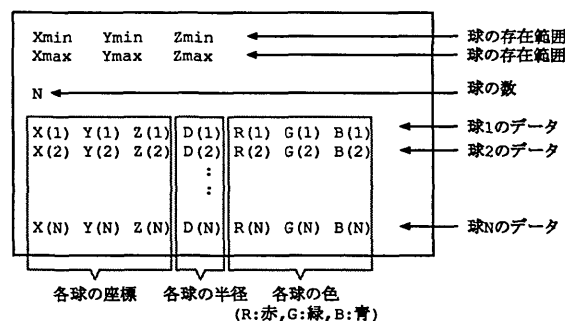 Xmin Ymin Zmin 球の存在範囲
Xmax Ymax Zmax 球の存在範囲
N 球の数
X(1) Y(1) Z(1) D(1) R(1) G(1) B(1) 球1のデータ
X(2) Y(2) Z(2) D(2) R(2) G(2) B(2) 球2のデータ
:
:
X(N) Y(N) Z(N) D(N) R(N) G(N) B(N) 球Nのデータ
各球の座標 各球の半径 各球の色
(R:赤,G:緑,B:青)